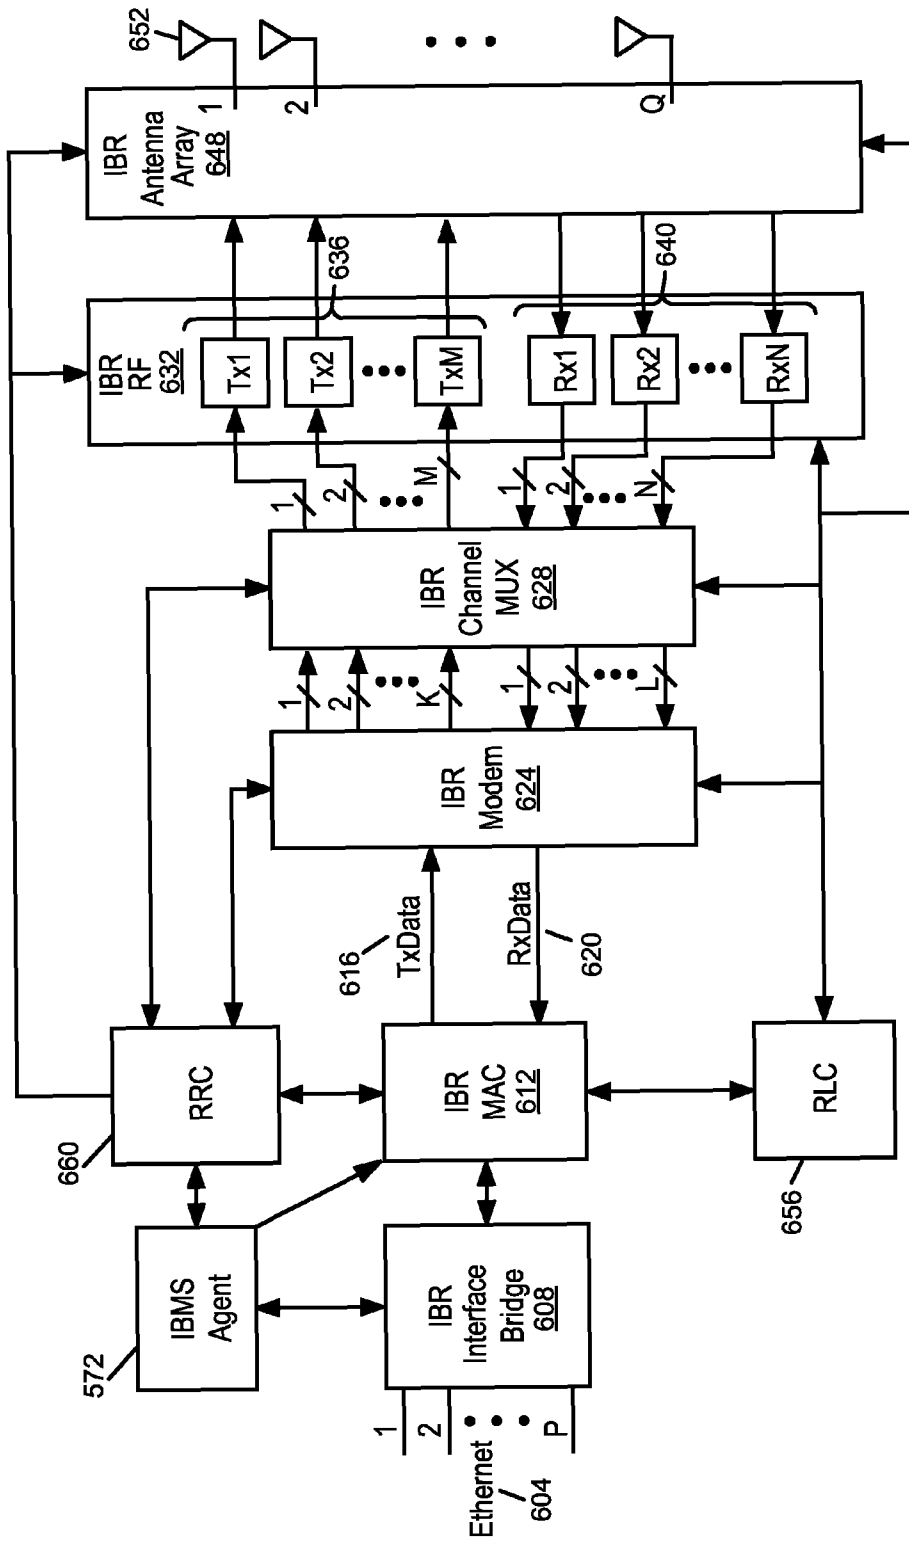 572
IBMS
Agent
660
RRC
Ethernet
604
1
2
P
IBR
Interface
Bridge
608
IBR
MAC
612
656
RLC
616
TxData
RxData
620
IBR
Modem
624
1
2
K
1
2
L
IBR
Channel
MUX
628
1
2
M
1
2
N
IBR
RF
632
Tx1
Tx2
TxM
636
Rx1
Rx2
RxN
640
IBR
Antenna
Array
648
1
2
Q
652